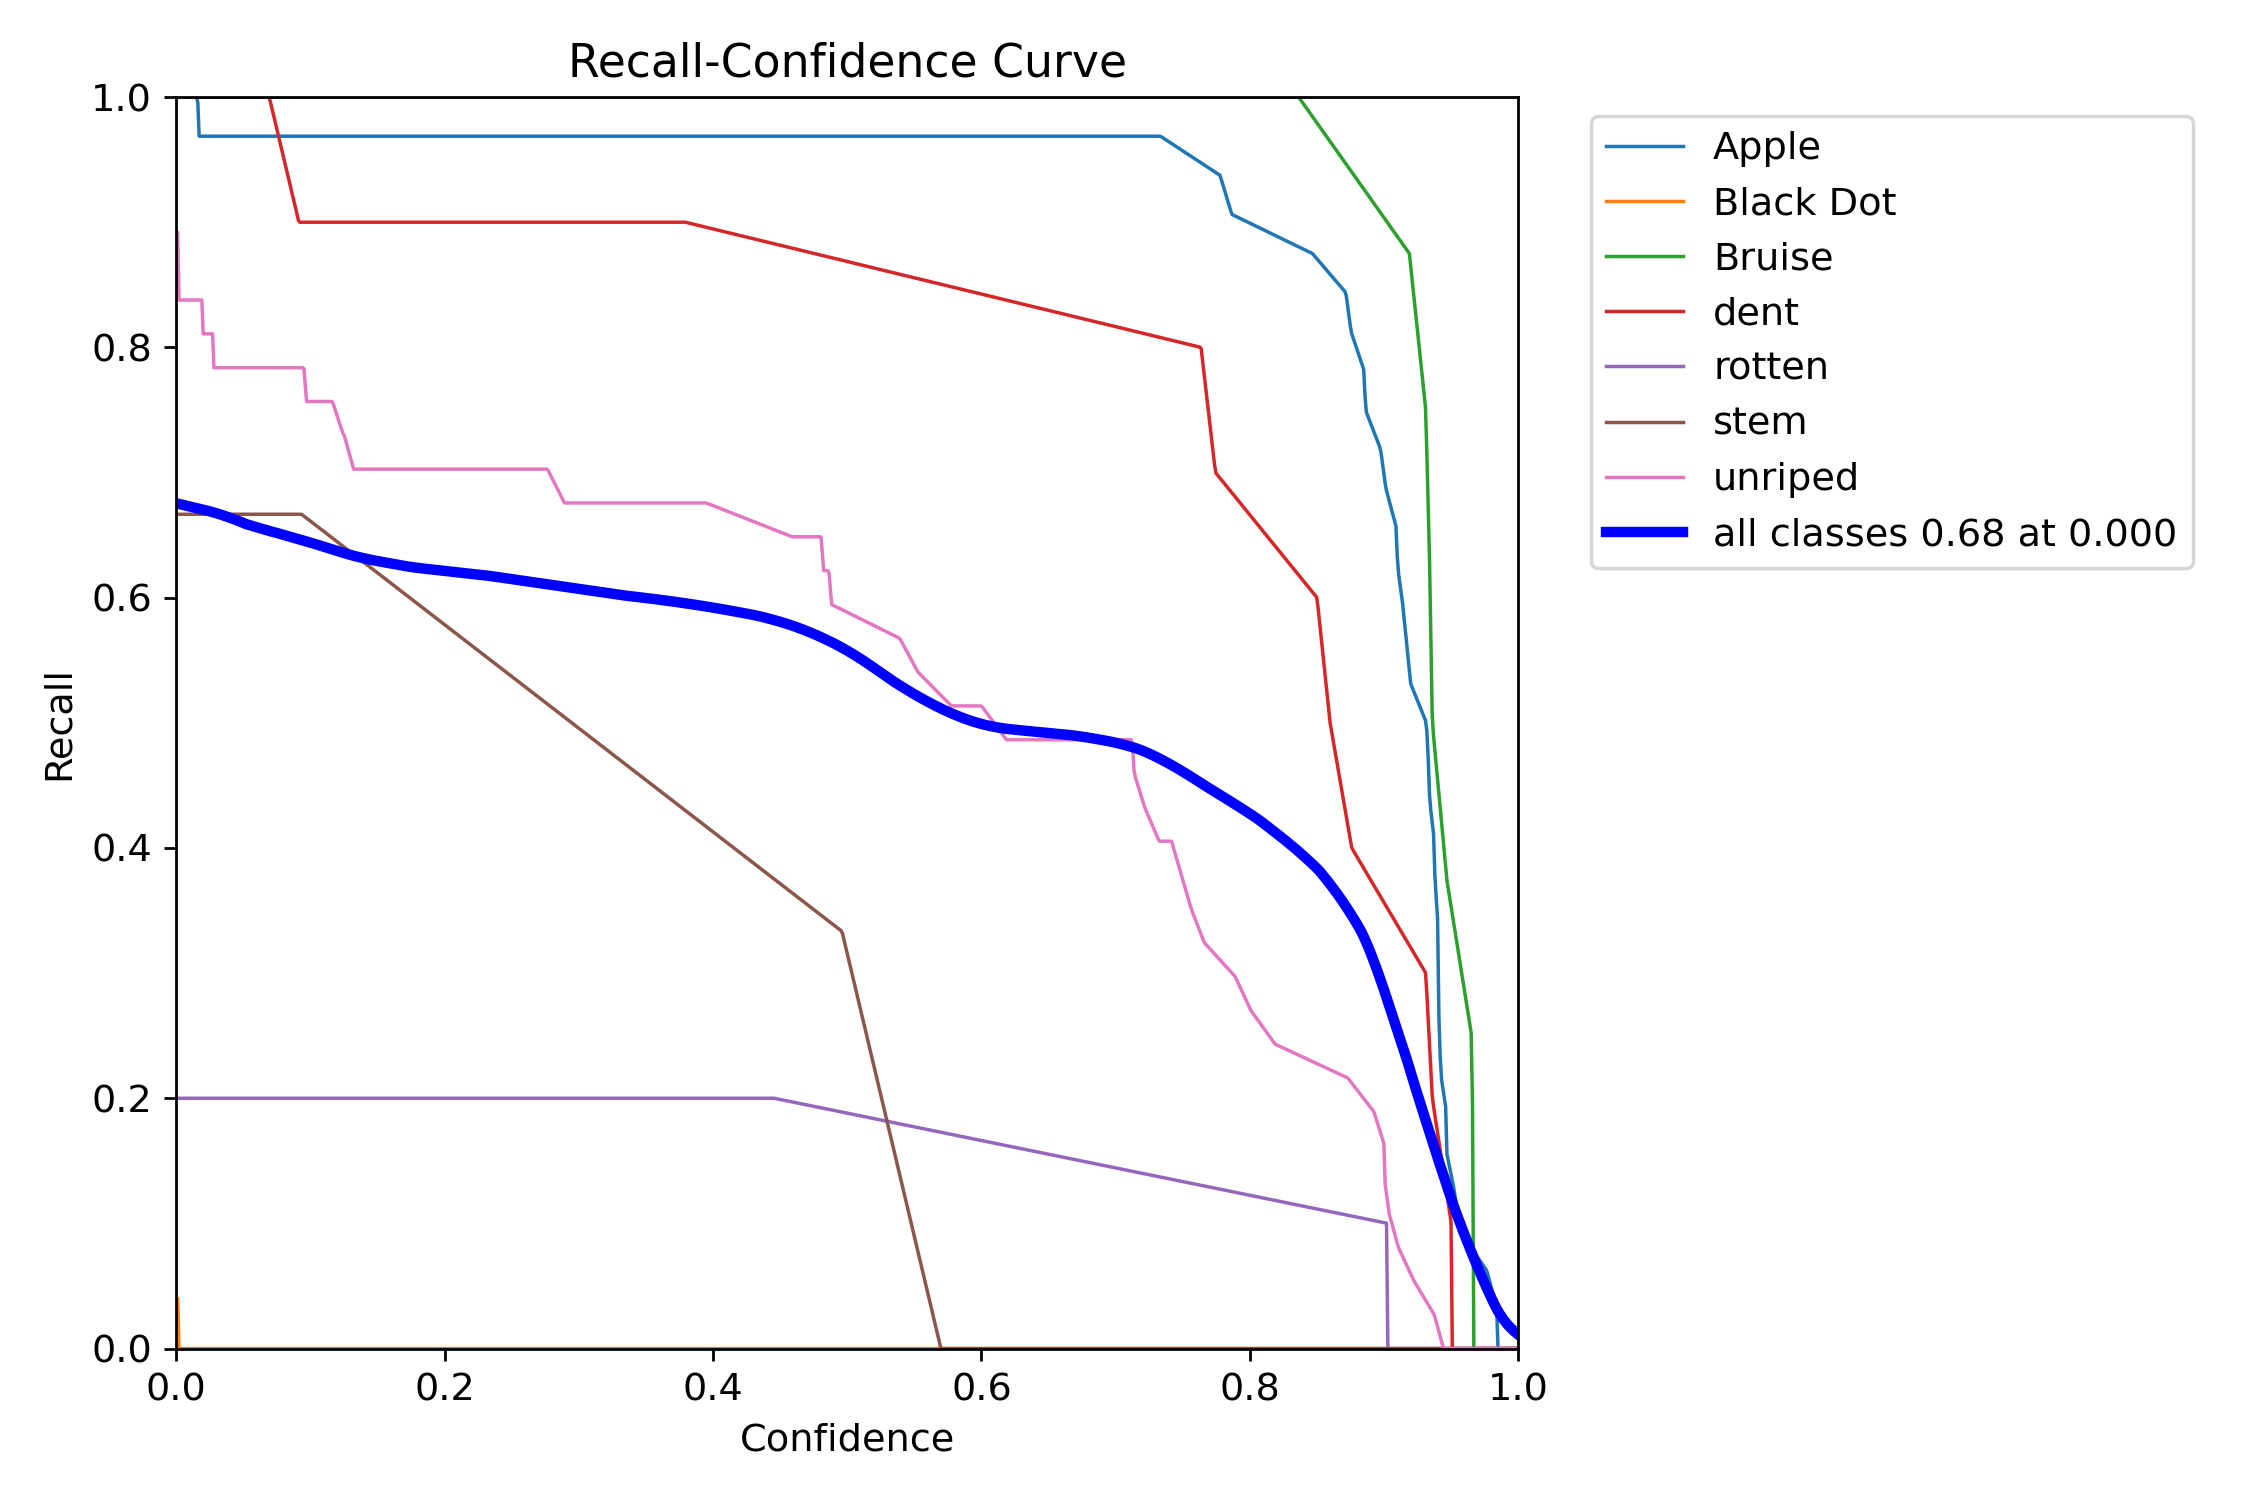 Recall-Confidence Curve
1.0
0.8
0.6
0.4
0.2
0.0
Recall
0.0 0.2 0.4 0.6 0.8 1.0
Confidence
Apple
Black Dot
Bruise
dent
rotten
stem
unriped
all classes 0.68 at 0.000